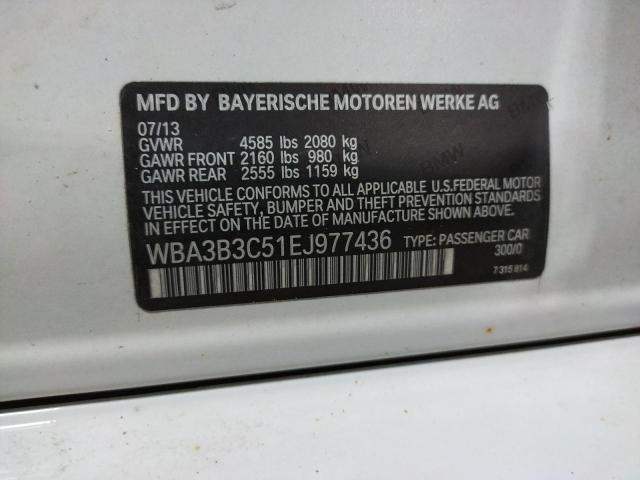 MFD BY BAYERISCHE MOTOREN WERKE AG
07/13
GVWR 4585 lbs 2080 kg
GAWR FRONT 2160 lbs 980 kg
GAWR REAR 2555 lbs 1159 kg
THIS VEHICLE CONFORMS TO ALL APPLICABLE U.S.FEDERAL MOTOR
VEHICLE SAFETY, BUMPER AND THEFT PREVENTION STANDARDS
IN EFFECT ON THE DATE OF MANUFACTURE SHOWN ABOVE.
WBA3B3C51EJ977436 TYPE: PASSENGER CAR
300/0
7 315 814
BMW
BMW